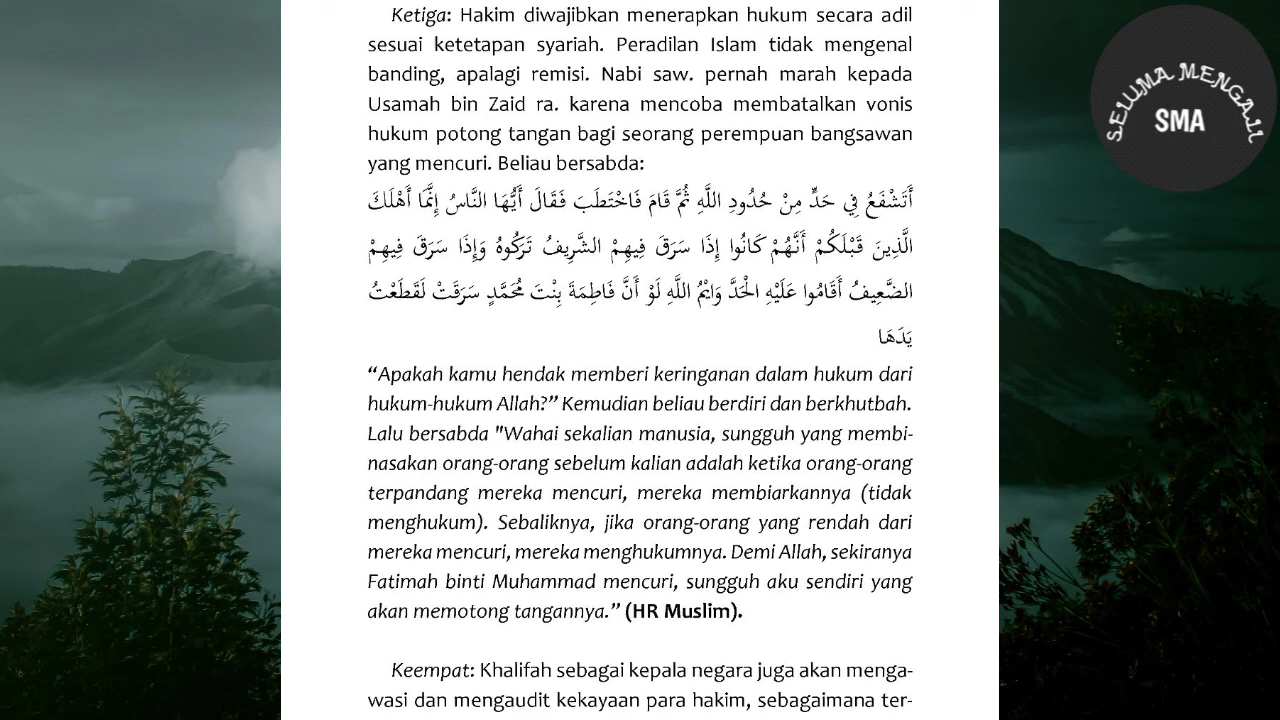 Ketiga: Hakim diwajibkan menerapkan hukum secara adil
sesuai ketetapan syariah. Peradilan Islam tidak mengenal
banding, apalagi remisi. Nabi saw. pernah marah kepada
Usamah bin Zaid ra. karena mencoba membatalkan vonis
hukum potong tangan bagi seorang perempuan bangsawan
yang mencuri. Beliau bersabda:
أَتَشْفَعُ فِي حَدٍّ مِنْ حُدُودِ اللَّهِ ثُمَّ قَامَ فَاخْتَطَبَ فَقَالَ أَيُّهَا النَّاسُ إِنَّمَا أَهْلَكَ
الَّذِينَ قَبْلَكُمْ أَنَّهُمْ كَانُوا إِذَا سَرَقَ فِيهِمْ الشَّرِيفُ تَرَكُوهُ وَإِذَا سَرَقَ فِيهِمْ
الضَّعِيفُ أَقَامُوا عَلَيْهِ الْحَدَّ وَايْمُ اللَّهِ لَوْ أَنَّ فَاطِمَةَ بِنْتَ مُحَمَّدٍ سَرَقَتْ لَقَطَعْتُ
يَدَهَا
“Apakah kamu hendak memberi keringanan dalam hukum dari
hukum-hukum Allah?” Kemudian beliau berdiri dan berkhutbah.
Lalu bersabda "Wahai sekalian manusia, sungguh yang membi-
nasakan orang-orang sebelum kalian adalah ketika orang-orang
terpandang mereka mencuri, mereka membiarkannya (tidak
menghukum). Sebaliknya, jika orang-orang yang rendah dari
mereka mencuri, mereka menghukumnya. Demi Allah, sekiranya
Fatimah binti Muhammad mencuri, sungguh aku sendiri yang
akan memotong tangannya.” (HR Muslim).
Keempat: Khalifah sebagai kepala negara juga akan menga-
wasi dan mengaudit kekayaan para hakim, sebagaimana ter-
SELUMA MENGAJI
SMA